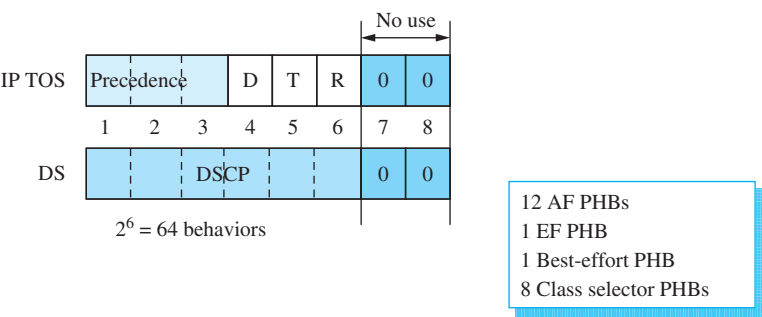 No use
IP TOS Precedence D T R 0 0
1 2 3 4 5 6 7 8
DS DSCP 0 0
2^6 = 64 behaviors
12 AF PHBs
1 EF PHB
1 Best-effort PHB
8 Class selector PHBs